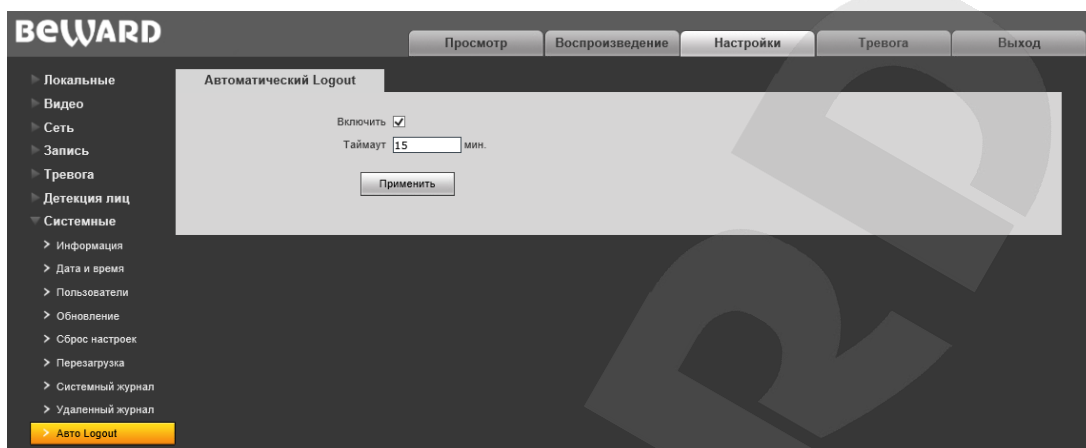 BEWARD
Просмотр
Воспроизведение
Настройки
Тревога
Выход
Локальные
Видео
Сеть
Запись
Тревога
Детекция лиц
Системные
Информация
Дата и время
Пользователи
Обновление
Сброс настроек
Перезагрузка
Системный журнал
Удаленный журнал
Авто Logout
Автоматический Logout
Включить
Таймаут 15 мин.
Применить
RD